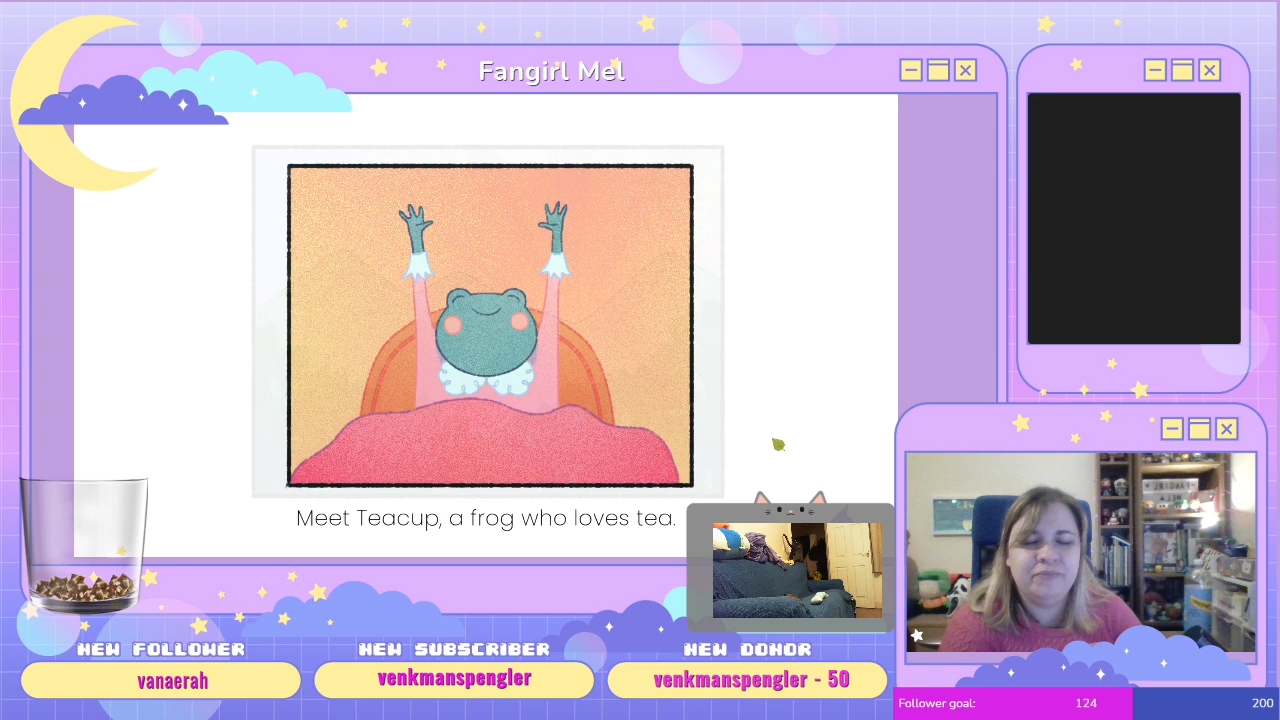 Fangirl Mel
Meet Teacup, a frog who loves tea.
NEW FOLLOWER
vanaerah
NEW SUBSCRIBER
venkmanspengler
NEW DONOR
venkmanspengler - 50
Follower goal:
124
200